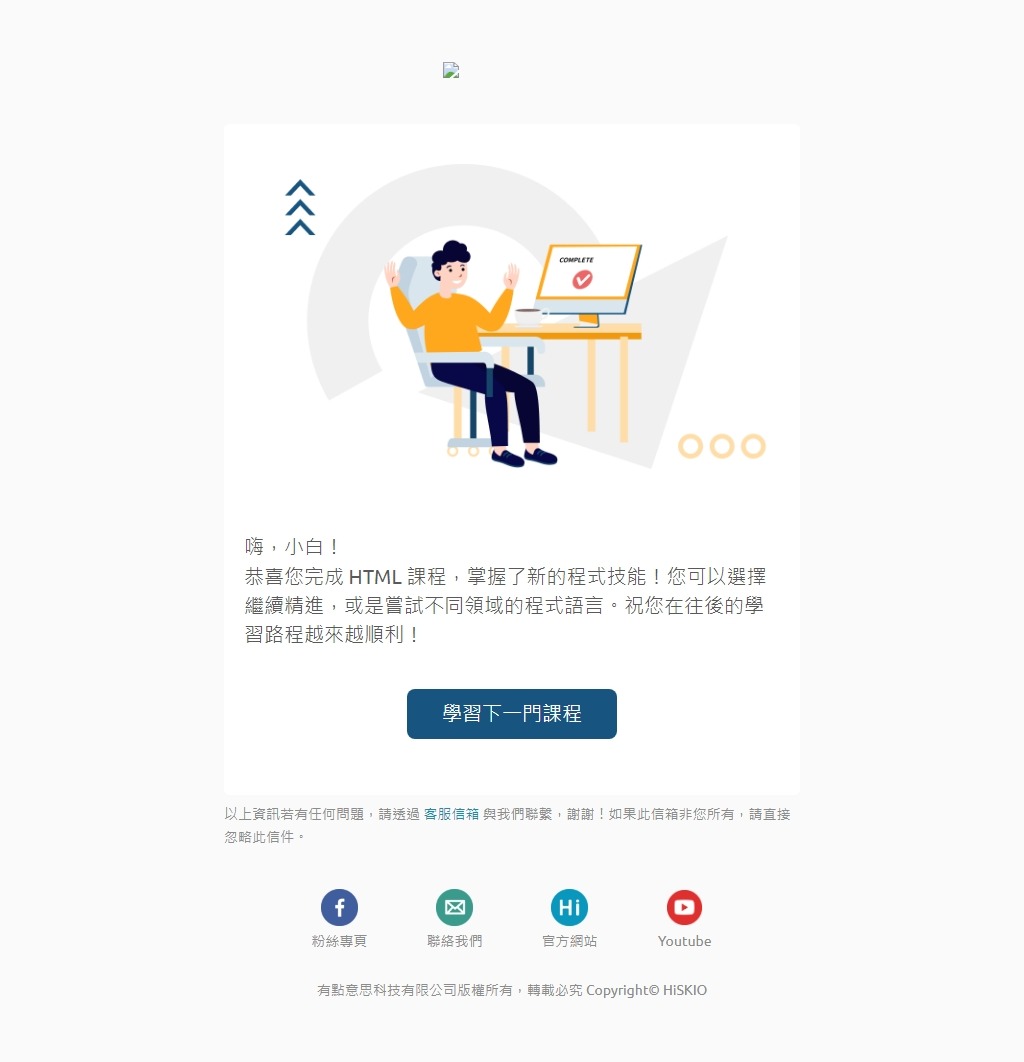 COMPLETE
嗨，小白！
恭喜您完成 HTML 課程，掌握了新的程式技能！您可以選擇
繼續精進，或是嘗試不同領域的程式語言。祝您在往後的學
習路程越來越順利！
學習下一門課程
以上資訊若有任何問題，請透過 客服信箱 與我們聯繫，謝謝！如果此信箱非您所有，請直接
忽略此信件。
f
Hi
粉絲專頁
聯絡我們
官方網站
Youtube
有點意思科技有限公司版權所有，轉載必究 Copyright© HiSKIO